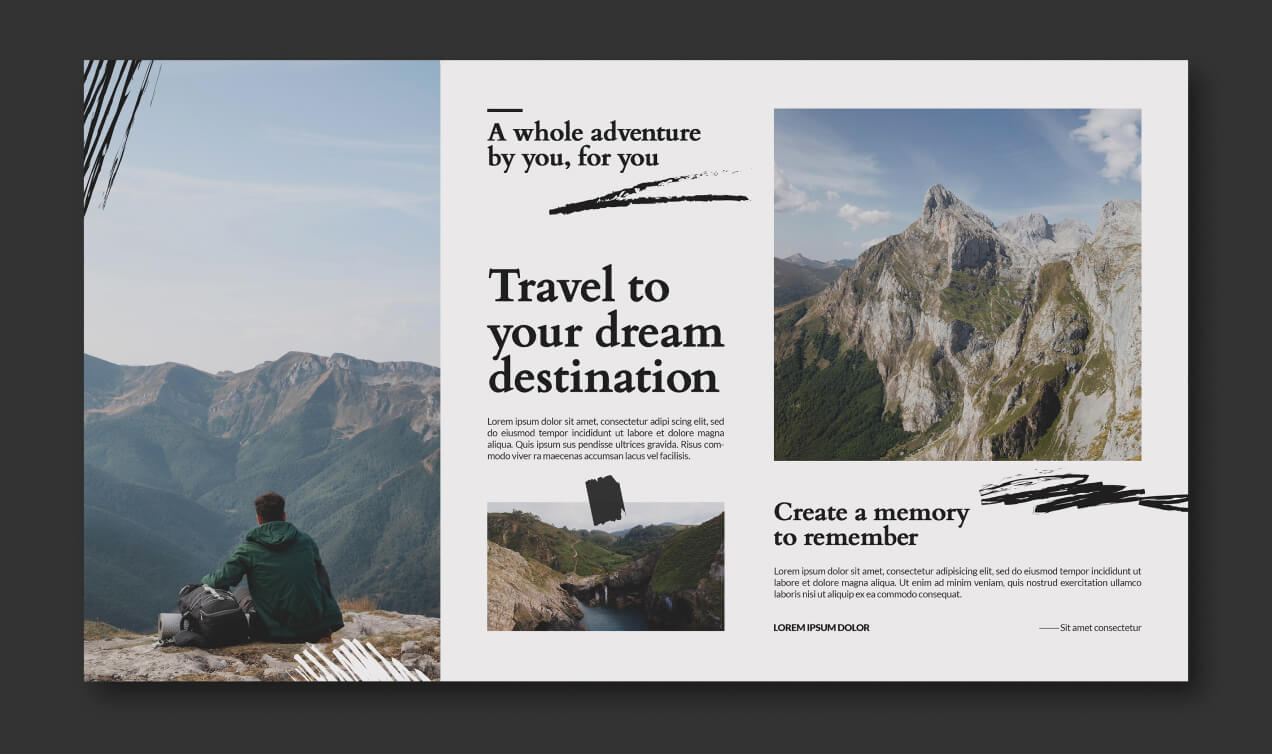 A whole adventure
by you, for you
Travel to
your dream
destination
Lorem ipsum dolor sit amet, consectetur adipi scing elit, sed
do eiusmod tempor incididunt ut labore et dolore magna
aliqua. Quis ipsum sus pendisse ultrices gravida. Risus com-
modo viver ra maecenas accumsan lacus vel facilisis.
Create a memory
to remember
Lorem ipsum dolor sit amet, consectetur adipisicing elit, sed do eiusmod tempor incididunt ut
labore et dolore magna aliqua. Ut enim ad minim veniam, quis nostrud exercitation ullamco
laboris nisi ut aliquip ex ea commodo consequat.
LOREM IPSUM DOLOR
Sit amet consectetur